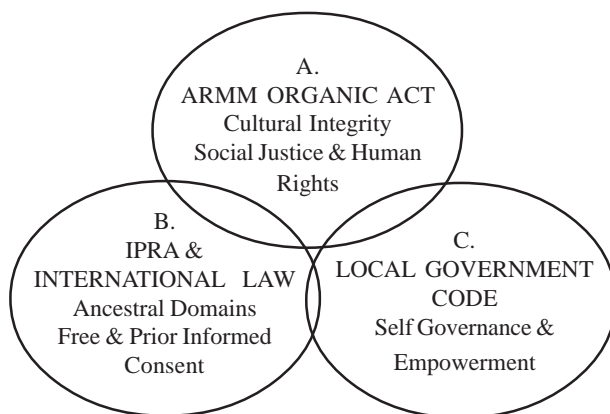 A.
ARMM ORGANIC ACT
Cultural Integrity
Social Justice & Human
Rights
B.
IPRA &
INTERNATIONAL LAW
Ancestral Domains
Free & Prior Informed
Consent
C.
LOCAL GOVERNMENT
CODE
Self Governance &
Empowerment